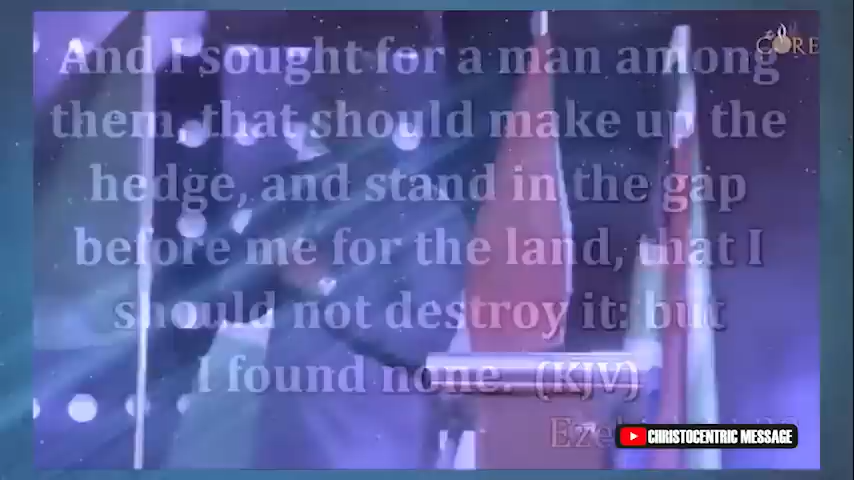 And I sought for a man among
them, that should make up the
hedge, and stand in the gap
before me for the land, that I
should not destroy it: but
I found none. (KJV)
CORE
CHRISTOCENTRIC MESSAGE